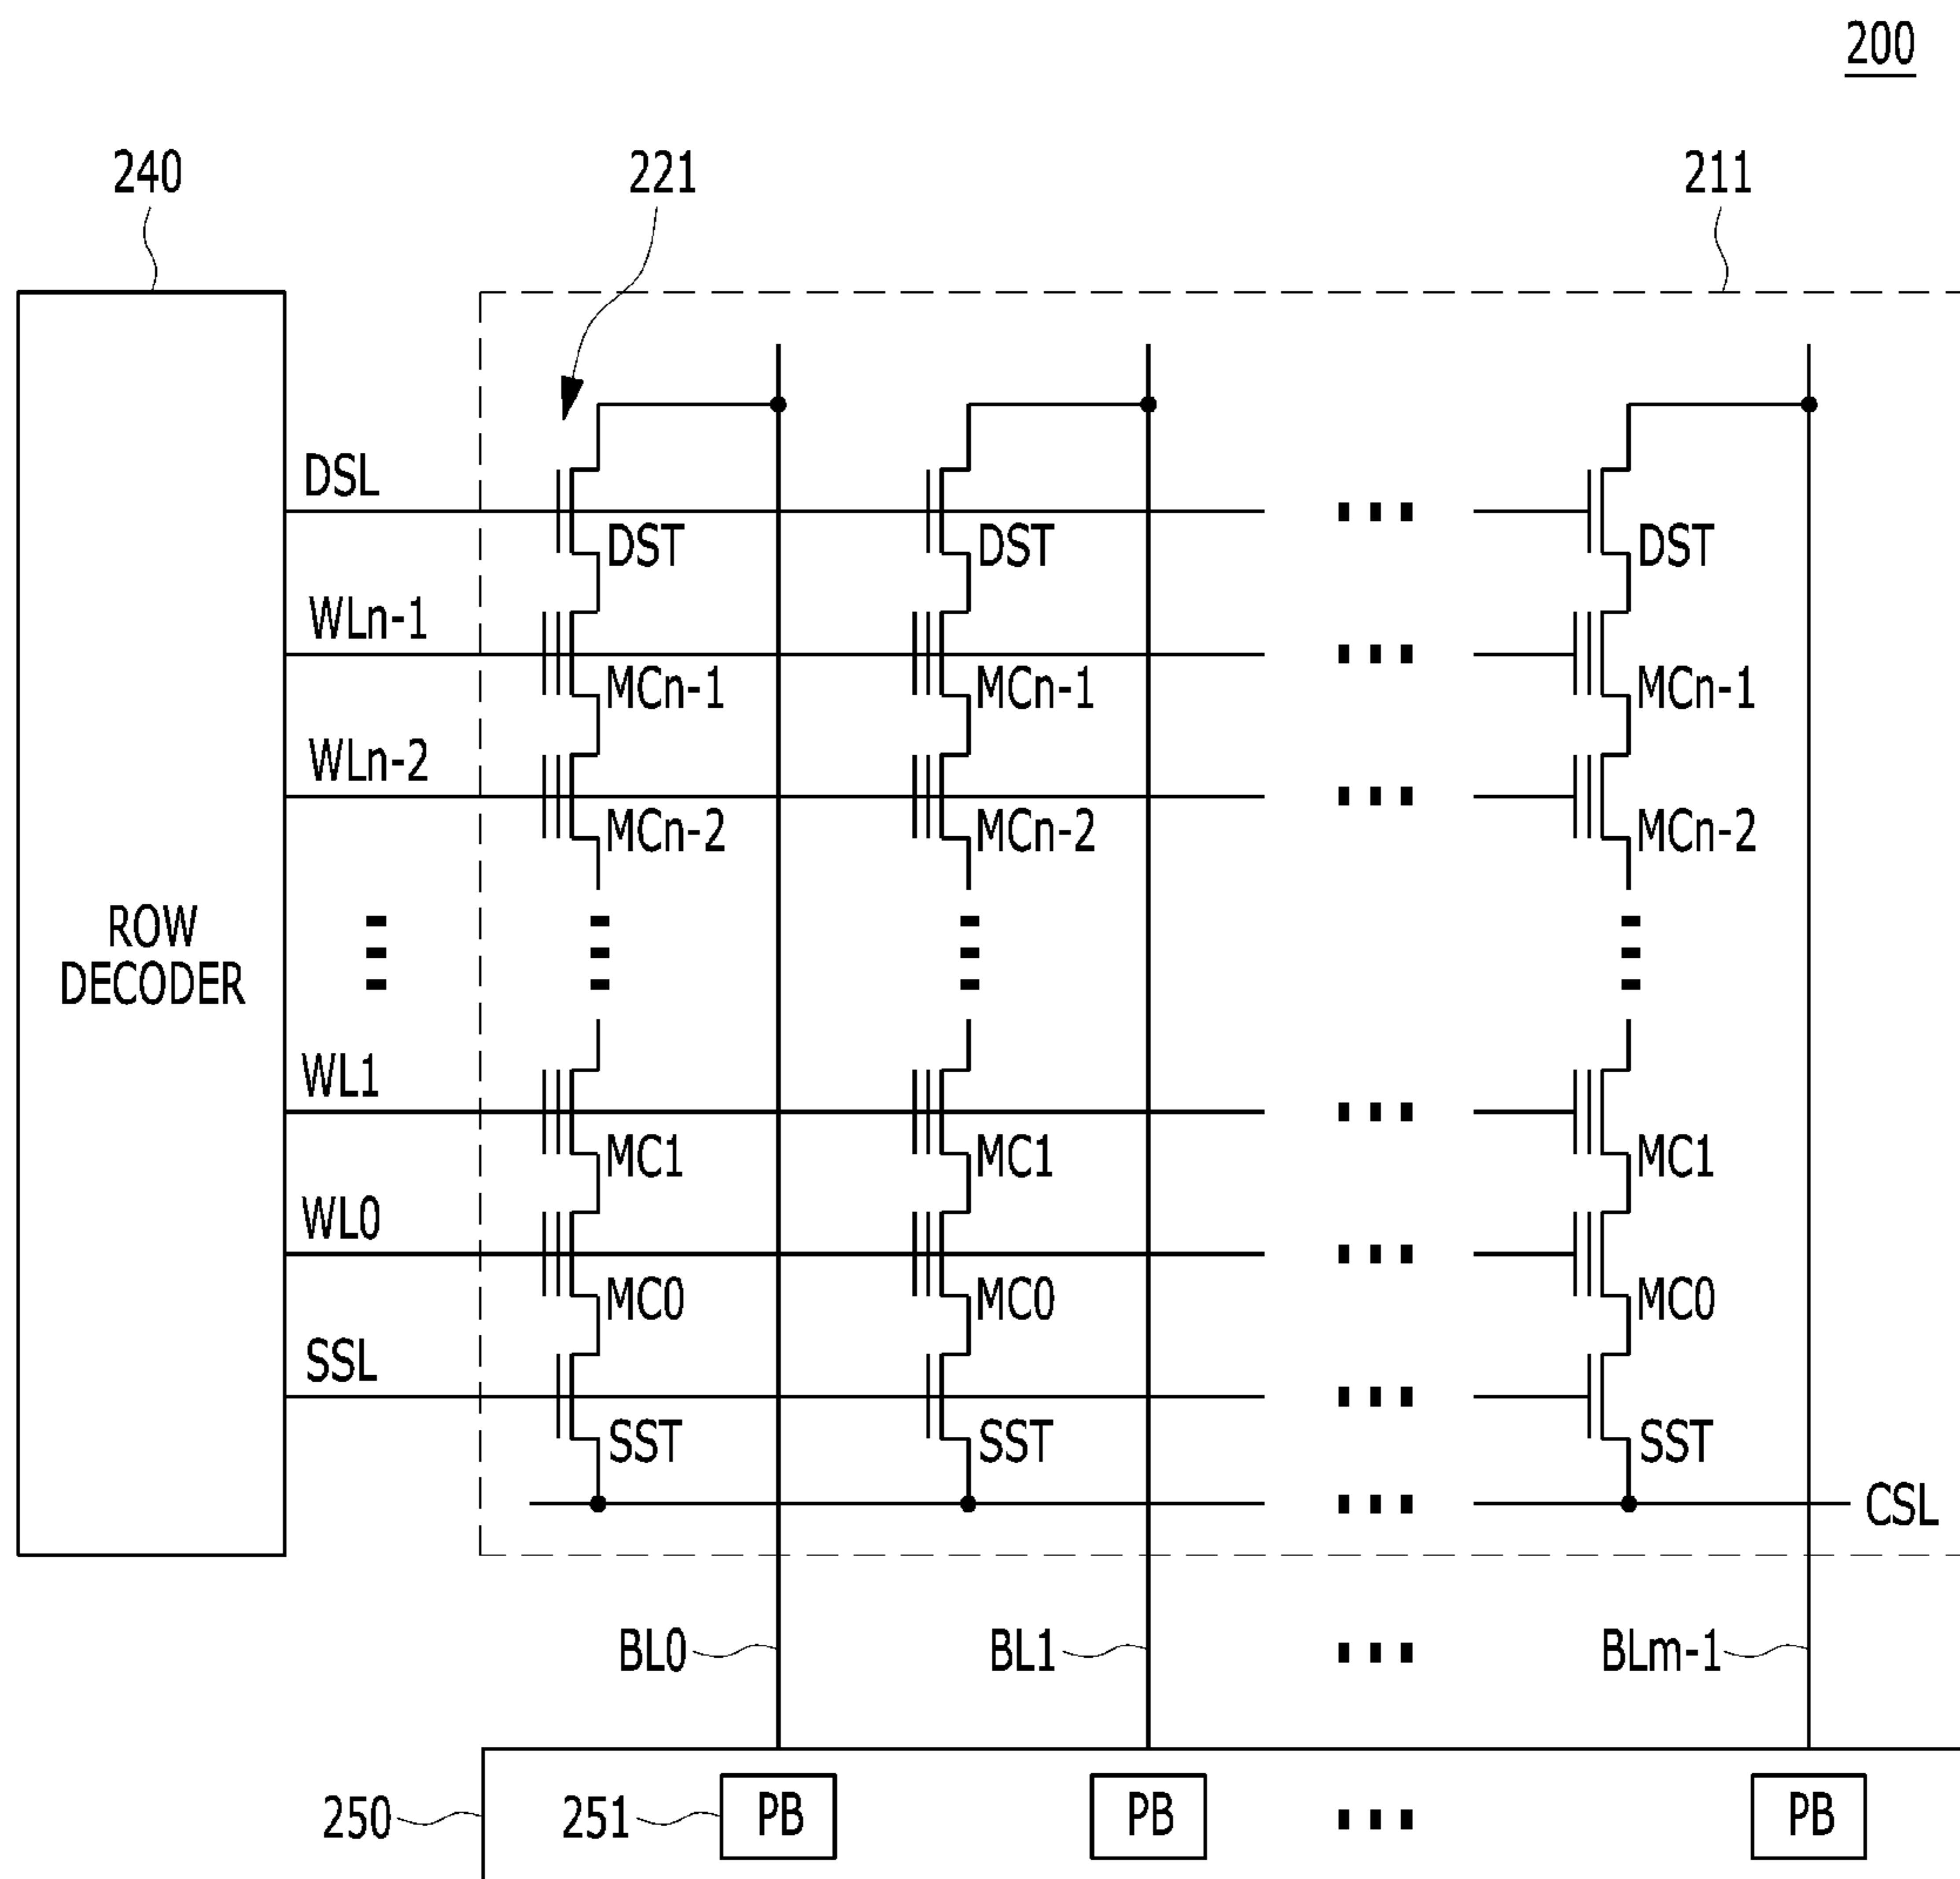 200
240
221
211
DSL
DST DST DST
WLn-1
MCn-1 MCn-1 MCn-1
WLn-2
MCn-2 MCn-2 MCn-2
ROW
DECODER
WL1
MC1 MC1 MC1
WL0
MC0 MC0 MC0
SSL
SST SST SST
CSL
BL0 BL1 BLm-1
250 251 PB PB PB